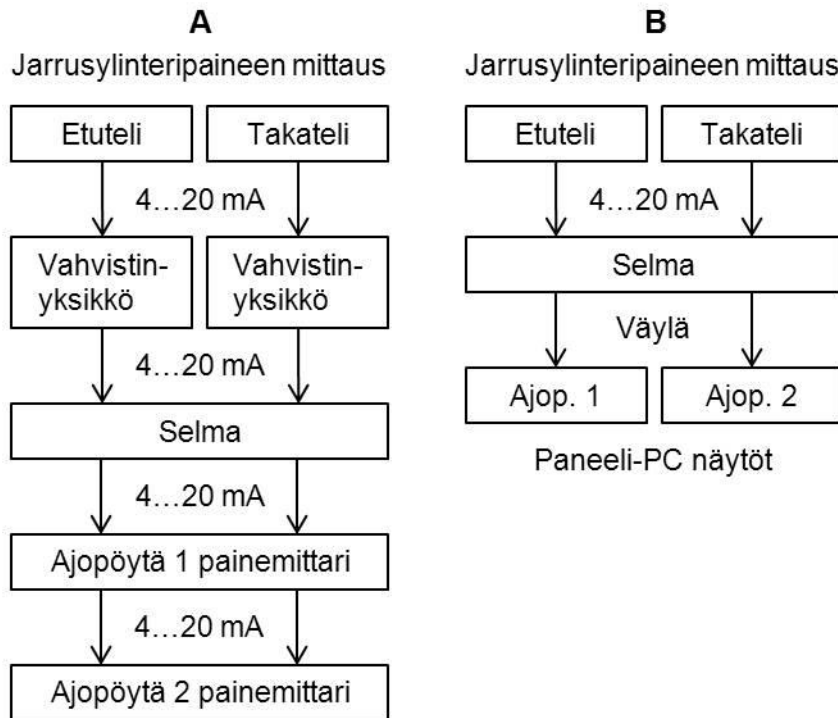 A
Jarrusylinteripaineen mittaus
Etuteli
Takateli
4…20 mA
Vahvistin-
yksikkö
Vahvistin-
yksikkö
4…20 mA
Selma
4…20 mA
Ajopöytä 1 painemittari
4…20 mA
Ajopöytä 2 painemittari
B
Jarrusylinteripaineen mittaus
Etuteli
Takateli
4…20 mA
Selma
Väylä
Ajop. 1
Ajop. 2
Paneeli-PC näytöt